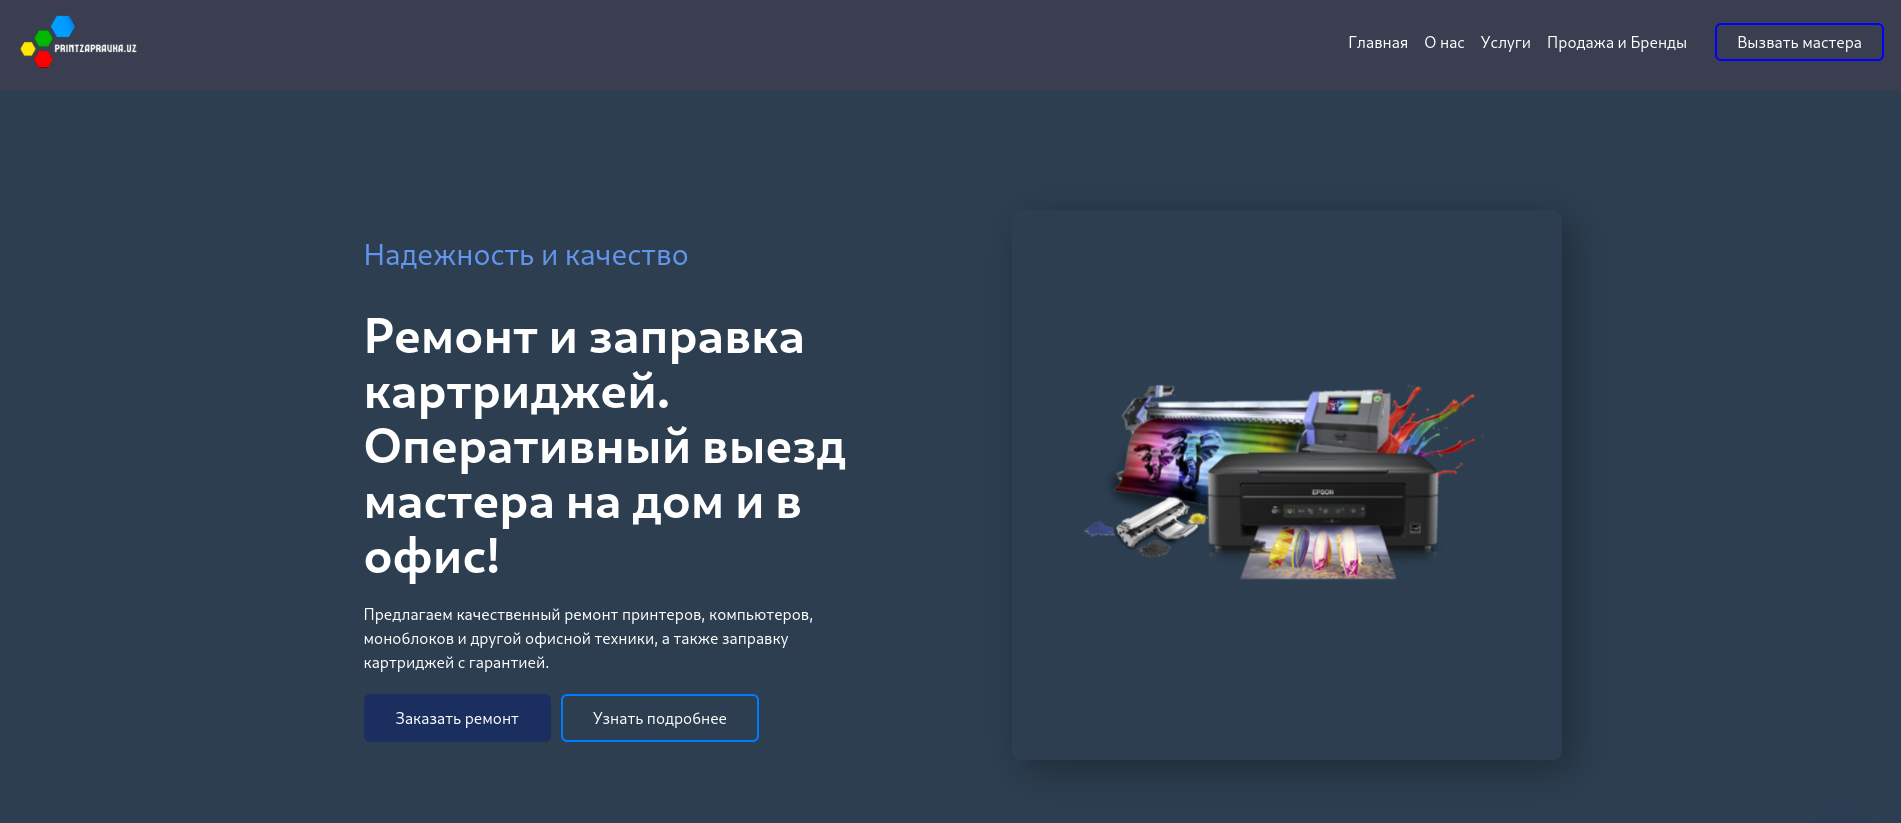 PRINTZAPRAVKA.UZ
Главная
О нас
Услуги
Продажа и Бренды
Вызвать мастера
Надежность и качество
Ремонт и заправка
картриджей.
Оперативный выезд
мастера на дом и в
офис!
EPSON
Предлагаем качественный ремонт принтеров, компьютеров,
моноблоков и другой офисной техники, а также заправку
картриджей с гарантией.
Заказать ремонт
Узнать подробнее